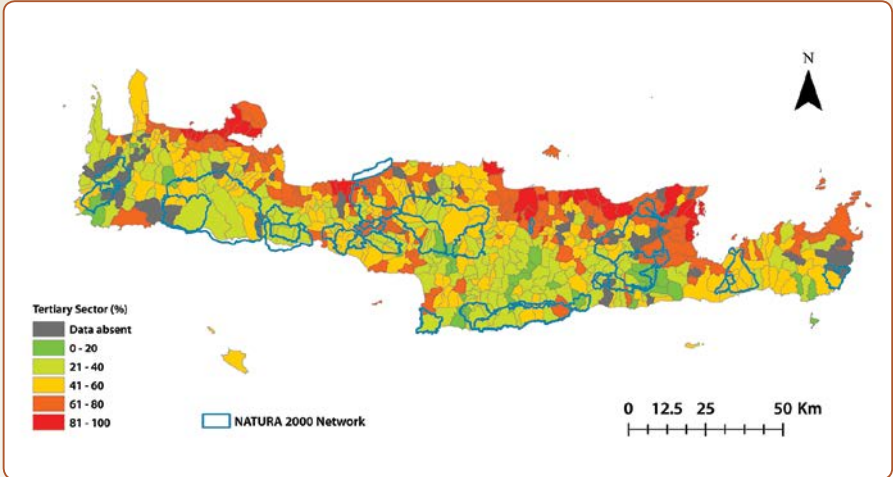 N
Tertiary Sector (%)
Data absent
0 - 20
21 - 40
41 - 60
61 - 80
81 - 100
NATURA 2000 Network
0 12.5 25 50 Km